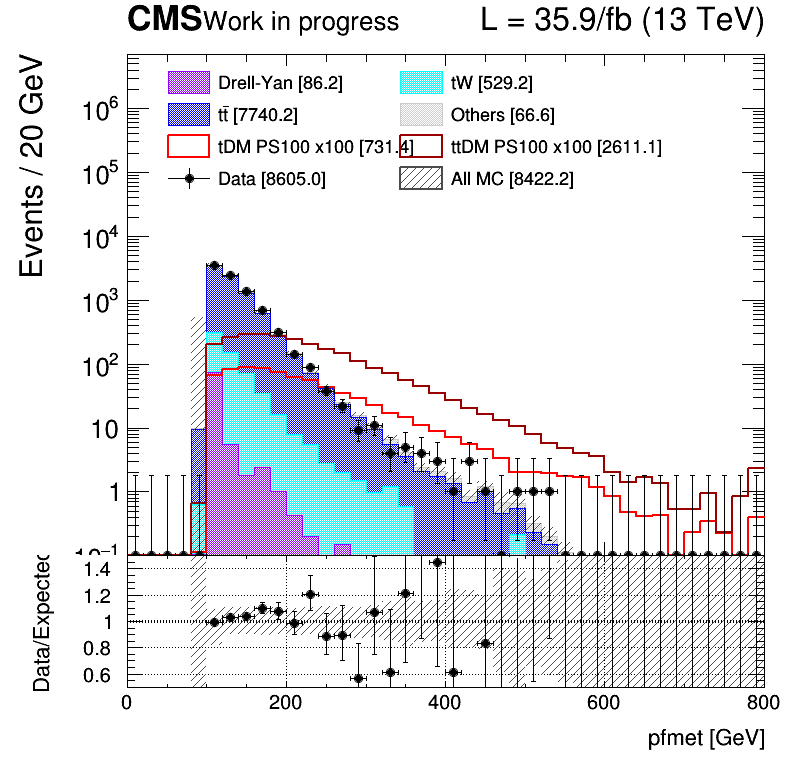 CMS Work in progress L = 35.9/fb (13 TeV)
Events / 20 GeV
Drell-Yan [86.2] tW [529.2]
tt̄ [7740.2] Others [66.6]
tDM PS100 x100 [731.4] ttDM PS100 x100 [2611.1]
Data [8605.0] All MC [8422.2]
10⁶
10⁵
10⁴
10³
10²
10
1
10⁻¹
Data/Expected
1.4
1.2
1
0.8
0.6
0 200 400 600 800
pfmet [GeV]